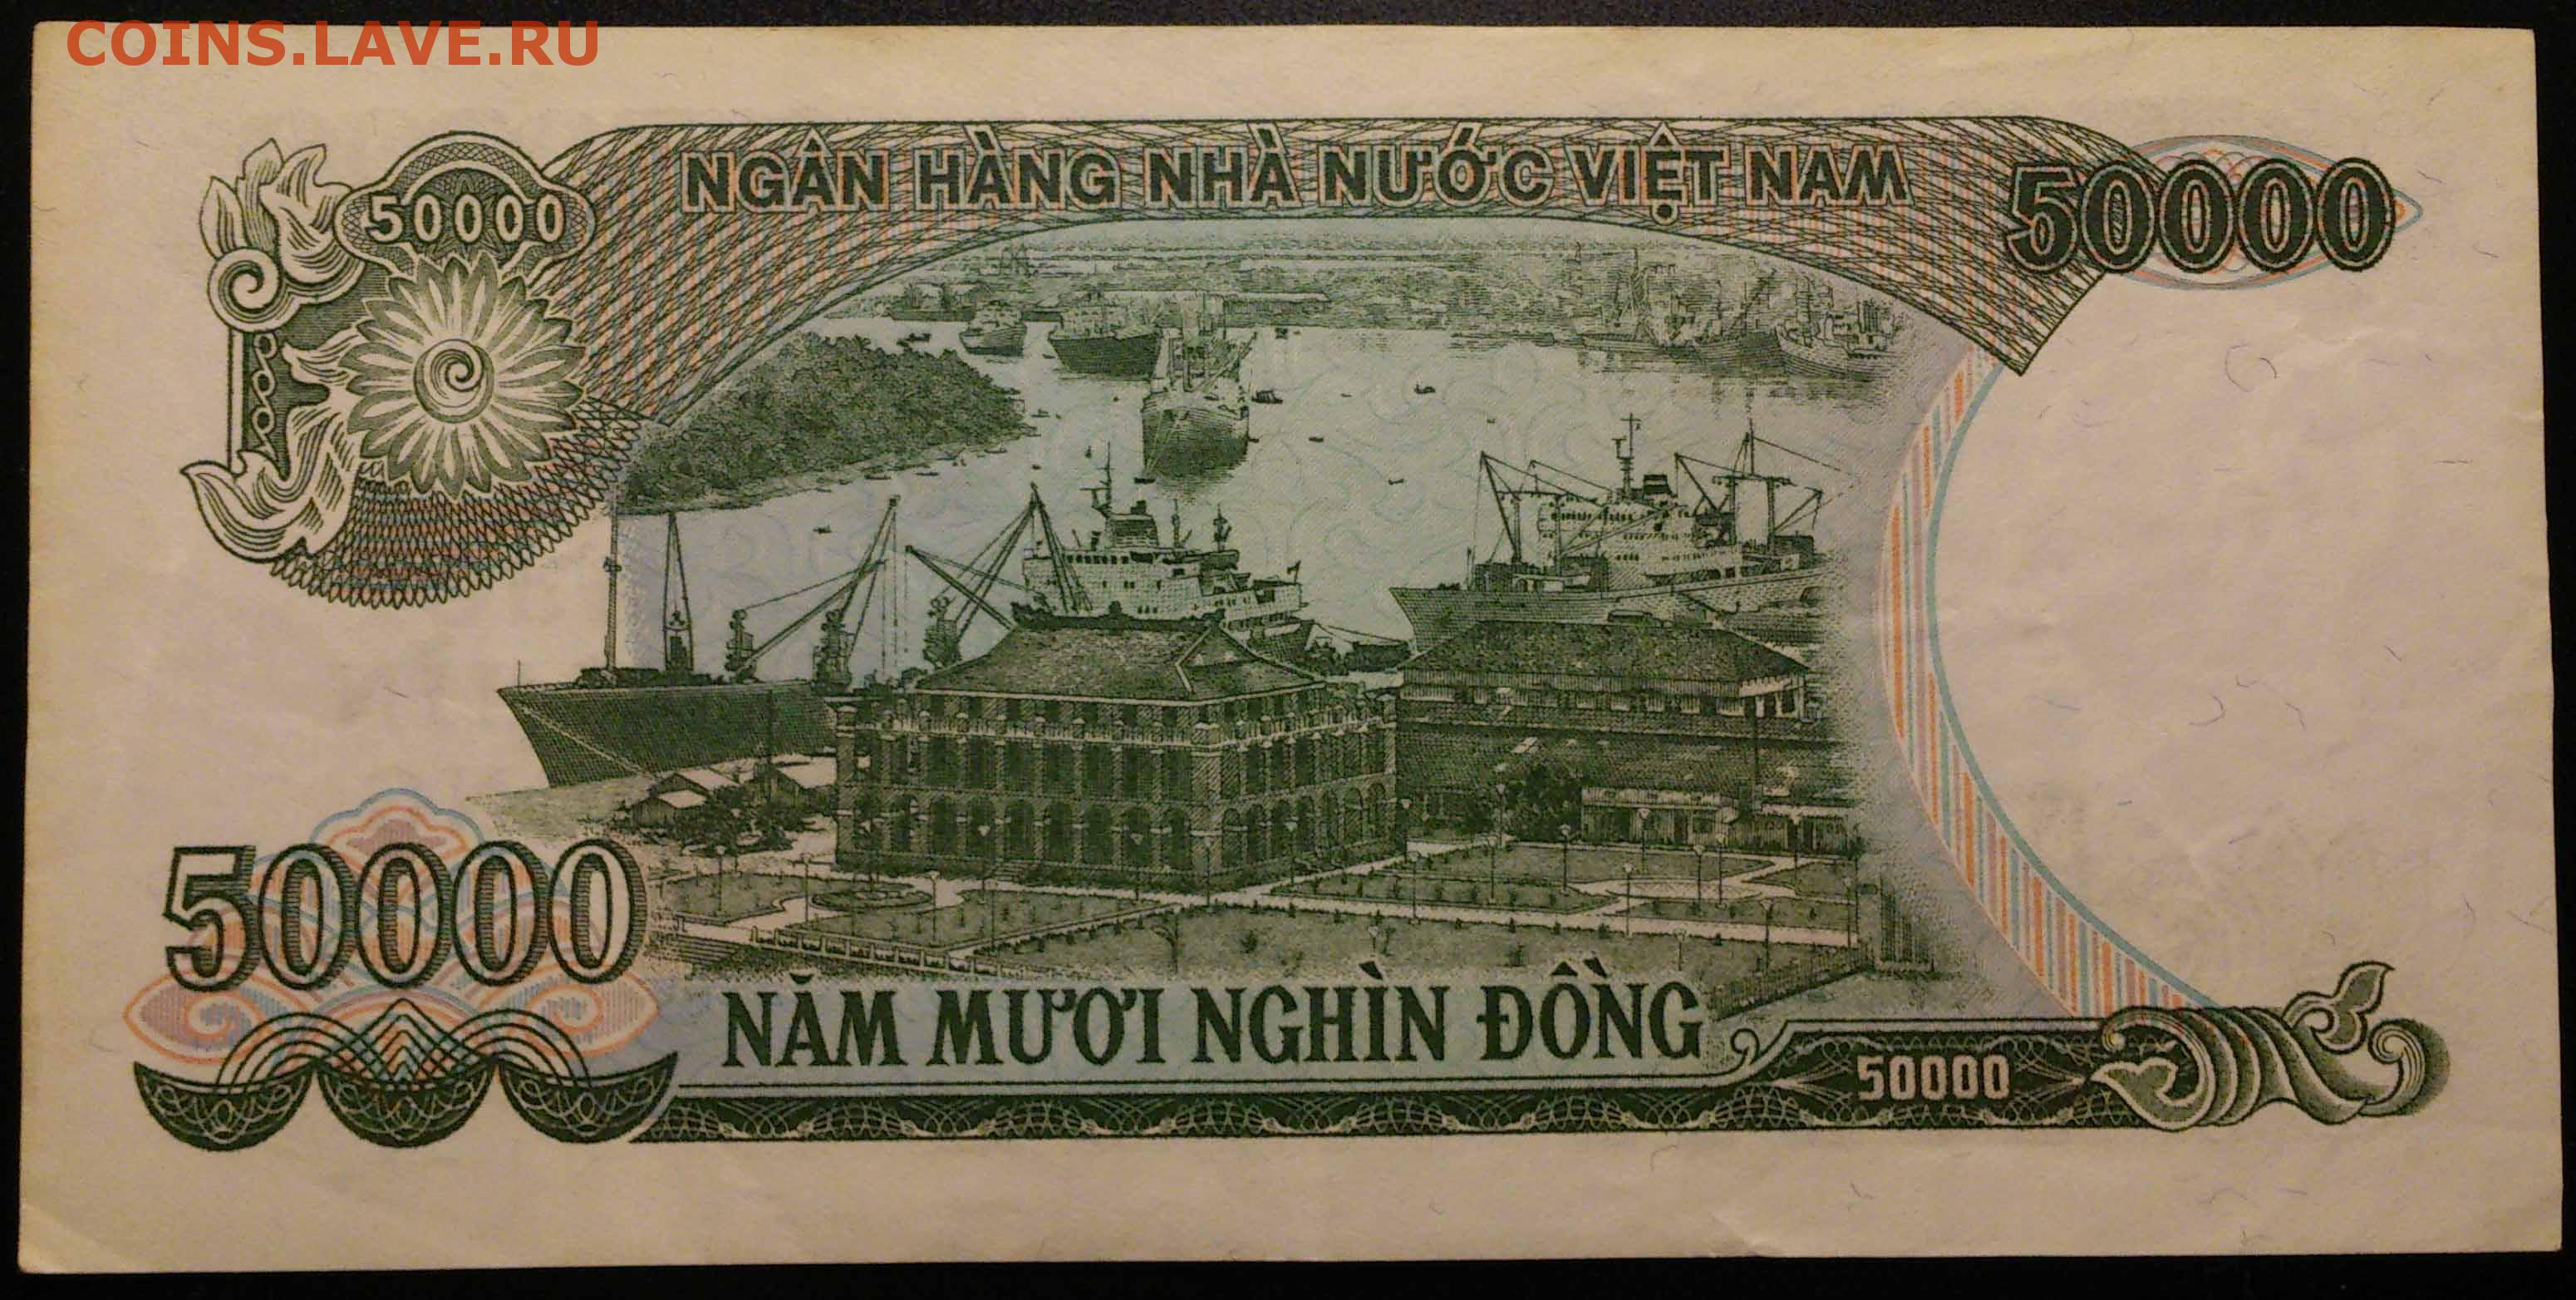 COINS.LAVE.RU
NGÂN HÀNG NHÀ NƯỚC VIỆT NAM
50000
50000
50000
NĂM MƯƠI NGHÌN ĐỒNG
50000